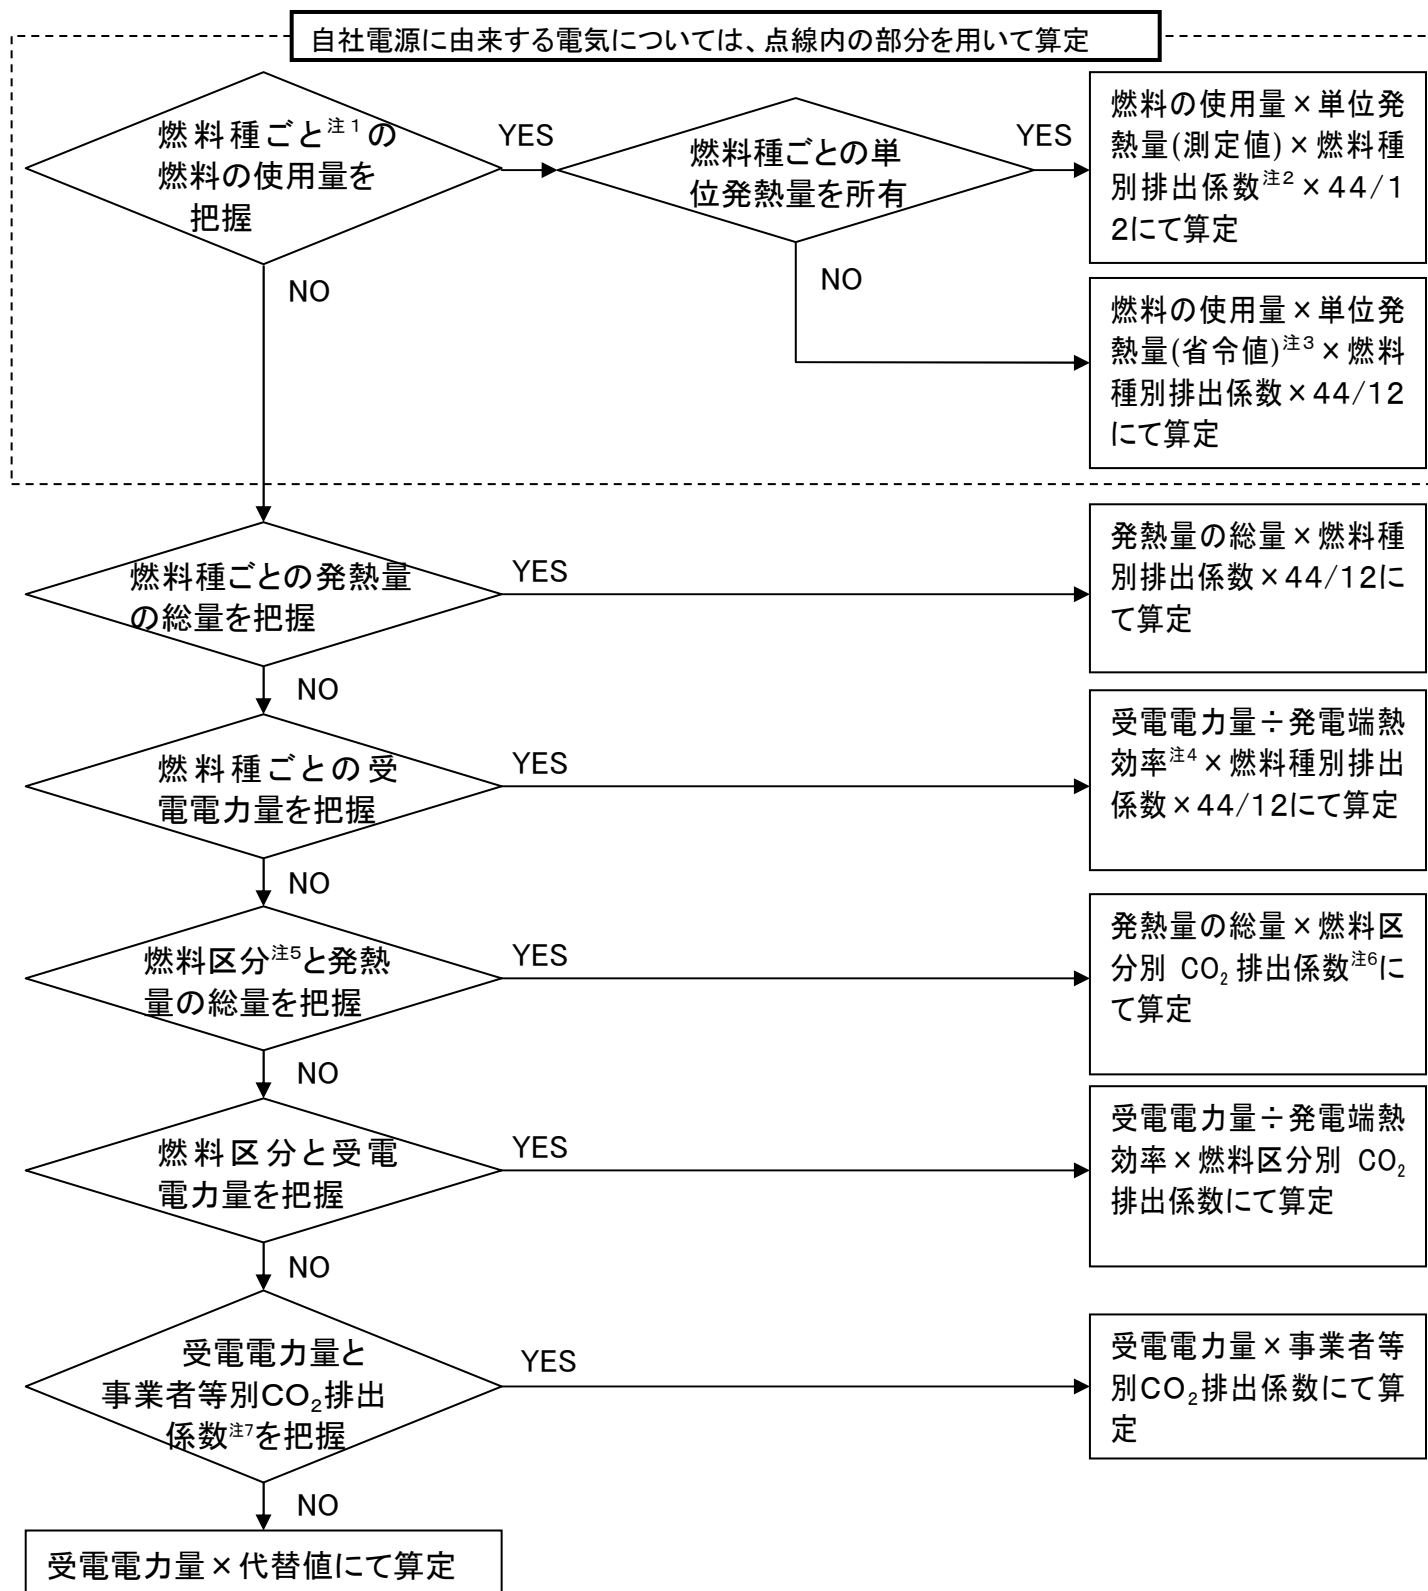 自社電源に由来する電気については、点線内の部分を用いて算定
燃料種ごと注1の
燃料の使用量を
把握
YES
燃料種ごとの単
位発熱量を所有
YES
燃料の使用量×単位発
熱量(測定値)×燃料種
別排出係数注2×44/1
2にて算定
NO
NO
燃料の使用量×単位発
熱量(省令値)注3×燃料
種別排出係数×44/12
にて算定
燃料種ごとの発熱量
の総量を把握
YES
発熱量の総量×燃料種
別排出係数×44/12に
て算定
NO
燃料種ごとの受
電電力量を把握
YES
受電電力量÷発電端熱
効率注4×燃料種別排出
係数×44/12にて算定
NO
燃料区分注5と発熱
量の総量を把握
YES
発熱量の総量×燃料区
分別 CO₂排出係数注6に
て算定
NO
燃料区分と受電
電力量を把握
YES
受電電力量÷発電端熱
効率×燃料区分別 CO₂
排出係数にて算定
NO
受電電力量と
事業者等別CO₂排出
係数注7を把握
YES
受電電力量×事業者等
別CO₂排出係数にて算
定
NO
受電電力量×代替値にて算定